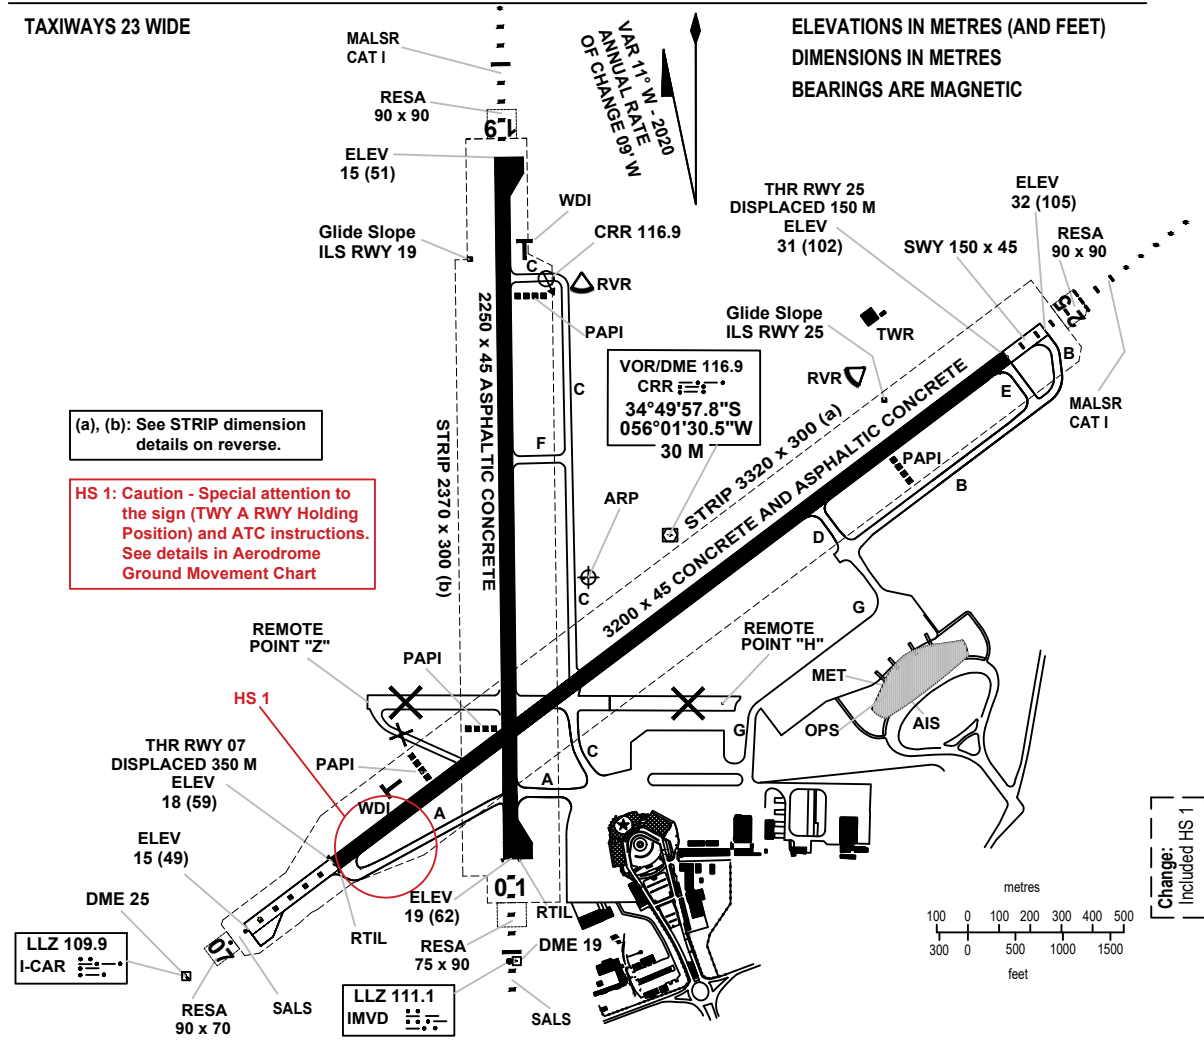 TAXIWAYS 23 WIDE
ELEVATIONS IN METRES (AND FEET)
DIMENSIONS IN METRES
BEARINGS ARE MAGNETIC
VAR 11° W - 2020
ANNUAL RATE
OF CHANGE 09' W
MALSR
CAT I
RESA
90 x 90
19
ELEV
15 (51)
WDI
Glide Slope
ILS RWY 19
CRR 116.9
C
RVR
PAPI
THR RWY 25
DISPLACED 150 M
ELEV
31 (102)
ELEV
32 (105)
SWY 150 x 45
RESA
90 x 90
25
Glide Slope
ILS RWY 25
TWR
RVR
B
E
MALSR
CAT I
VOR/DME 116.9
CRR
34°49'57.8"S
056°01'30.5"W
30 M
C
F
2250 x 45 ASPHALTIC CONCRETE
STRIP 2370 x 300 (b)
STRIP 3320 x 300 (a)
3200 x 45 CONCRETE AND ASPHALTIC CONCRETE
(a), (b): See STRIP dimension
details on reverse.
HS 1: Caution - Special attention to
the sign (TWY A RWY Holding
Position) and ATC instructions.
See details in Aerodrome
Ground Movement Chart
PAPI
B
ARP
D
C
G
REMOTE
POINT "Z"
PAPI
REMOTE
POINT "H"
MET
OPS
AIS
HS 1
G
C
THR RWY 07
DISPLACED 350 M
ELEV
18 (59)
PAPI
WDI
A
A
ELEV
15 (49)
DME 25
LLZ 109.9
I-CAR
07
RESA
90 x 70
SALS
RTIL
ELEV
19 (62)
01
RTIL
RESA
75 x 90
DME 19
LLZ 111.1
IMVD
SALS
metres
100 0 100 200 300 400 500
300 0 500 1000 1500
feet
Change:
Included HS 1